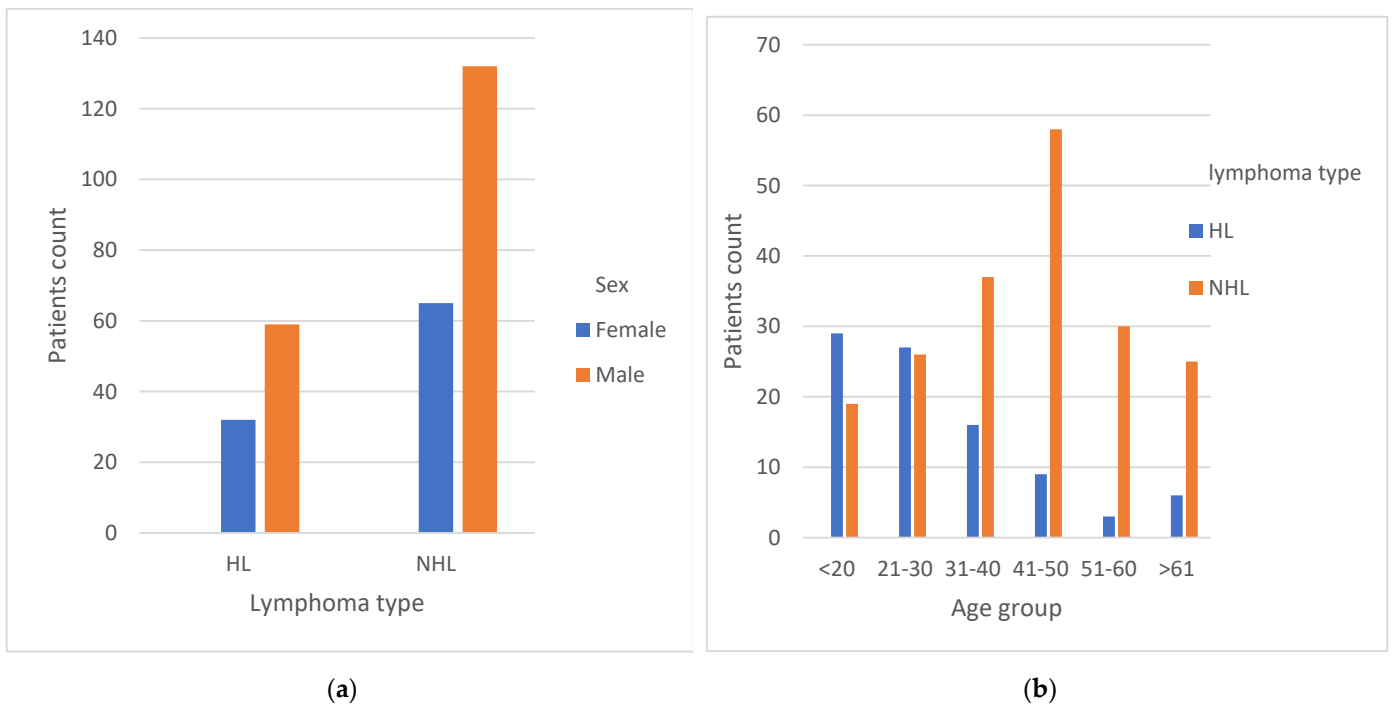 140
120
100
80
60
40
20
0
Patients count
HL
NHL
Lymphoma type
Sex
Female
Male
(a)
70
60
50
40
30
20
10
0
Patients count
<20 21-30 31-40 41-50 51-60 >61
Age group
lymphoma type
HL
NHL
(b)